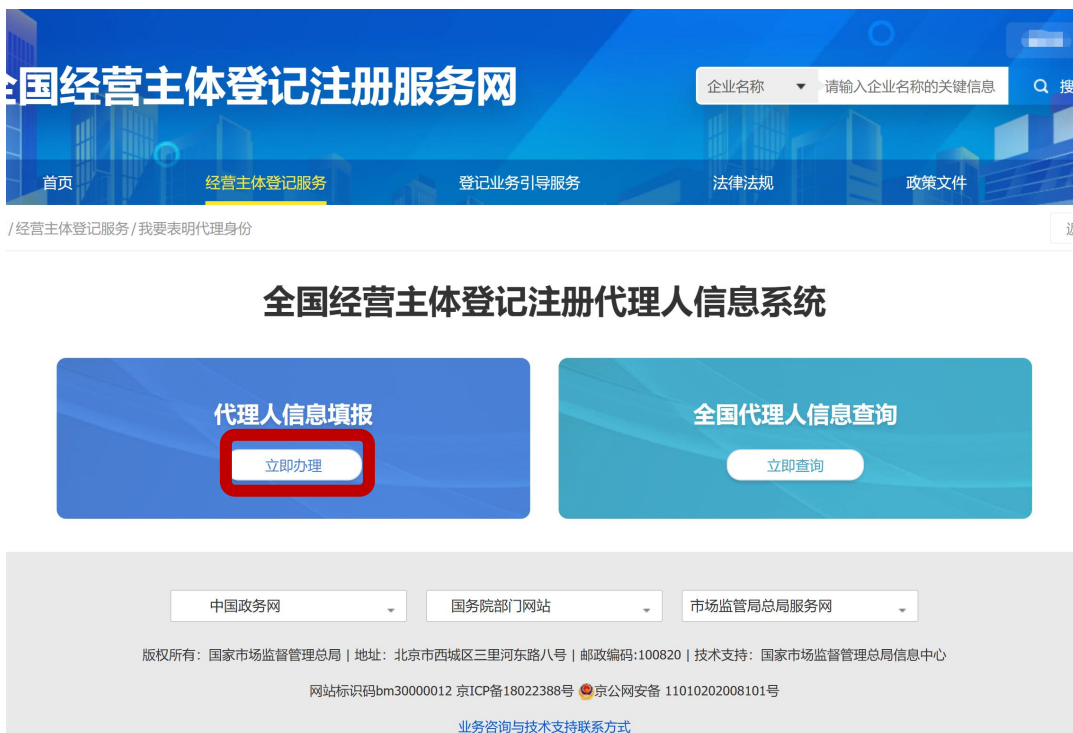 全国经营主体登记注册服务网
企业名称 请输入企业名称的关键信息 搜
首页 经营主体登记服务 登记业务引导服务 法律法规 政策文件
/经营主体登记服务/我要表明代理身份
全国经营主体登记注册代理人信息系统
代理人信息填报 全国代理人信息查询
立即办理 立即查询
中国政务网 国务院部门网站 市场监管局总局服务网
版权所有：国家市场监督管理总局 | 地址：北京市西城区三里河东路八号 | 邮政编码:100820 | 技术支持：国家市场监督管理总局信息中心
网站标识码bm30000012 京ICP备18022388号 京公网安备 11010202008101号
业务咨询与技术支持联系方式